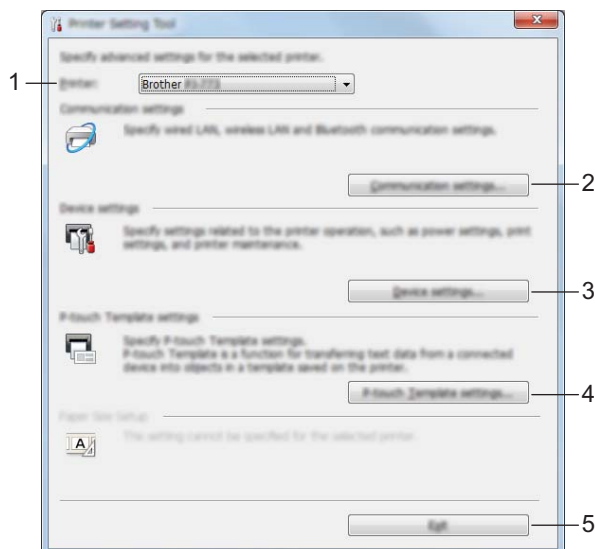 Printer Setting Tool
Specify advanced settings for the selected printer.
1
Printer: Brother
Communication settings
Specify wired LAN, wireless LAN and Bluetooth communication settings.
Communication settings... 2
Device settings
Specify settings related to the printer operation, such as power settings, print
settings, and printer maintenance.
Device settings... 3
P-touch Template settings
Specify P-touch Template settings.
P-touch Template is a function for transferring text data from a connected
device into objects in a template saved on the printer.
P-touch Template settings... 4
Paper Size Setup
This setting cannot be specified for the selected printer.
A
Exit 5